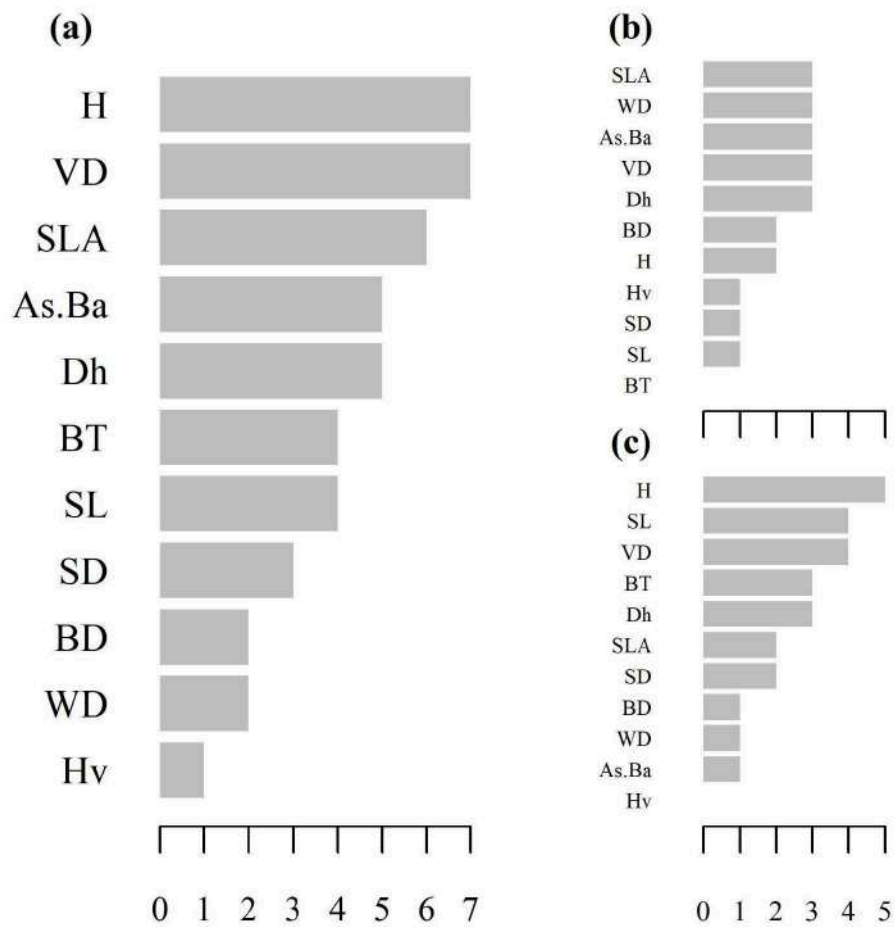 (a)
H
VD
SLA
As.Ba
Dh
BT
SL
SD
BD
WD
Hv
0 1 2 3 4 5 6 7
(b)
SLA
WD
As.Ba
VD
Dh
BD
H
Hv
SD
SL
BT
(c)
H
SL
VD
BT
Dh
SLA
SD
BD
WD
As.Ba
Hv
0 1 2 3 4 5